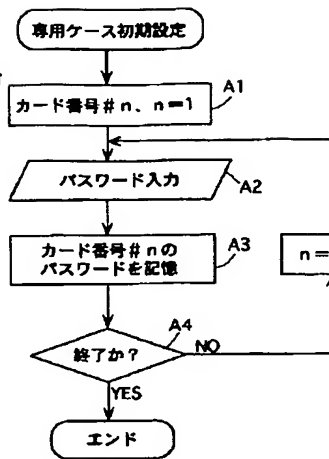 専用ケース初期設定
カード番号#n、n=1
A1
パスワード入力
A2
カード番号#nの
パスワードを記憶
A3
n=
終了か?
A4
NO
YES
エンド